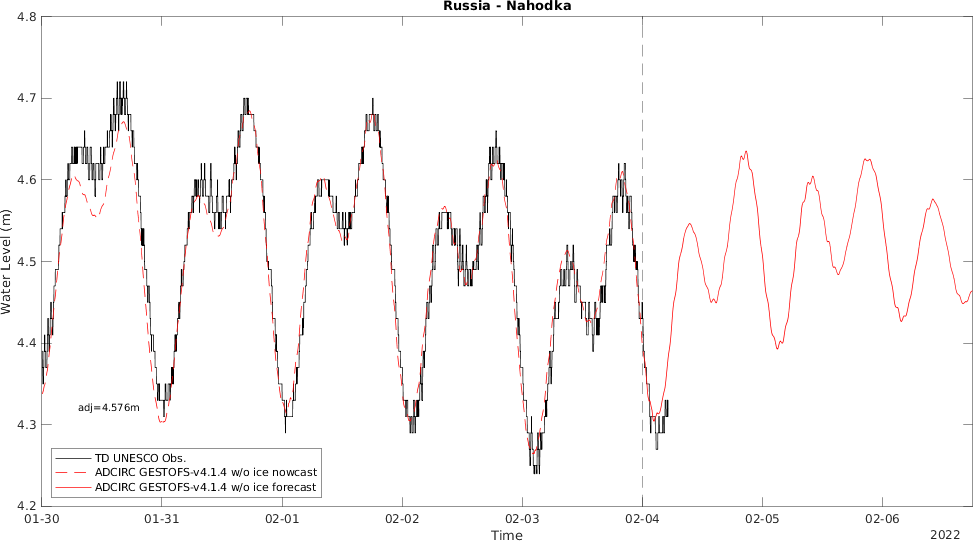 Russia - Nahodka
Water Level (m)
4.8
4.7
4.6
4.5
4.4
4.3
4.2
adj=4.576m
TD UNESCO Obs.
ADCIRC GESTOFS-v4.1.4 w/o ice nowcast
ADCIRC GESTOFS-v4.1.4 w/o ice forecast
01-30 01-31 02-01 02-02 02-03 02-04 02-05 02-06
Time
2022